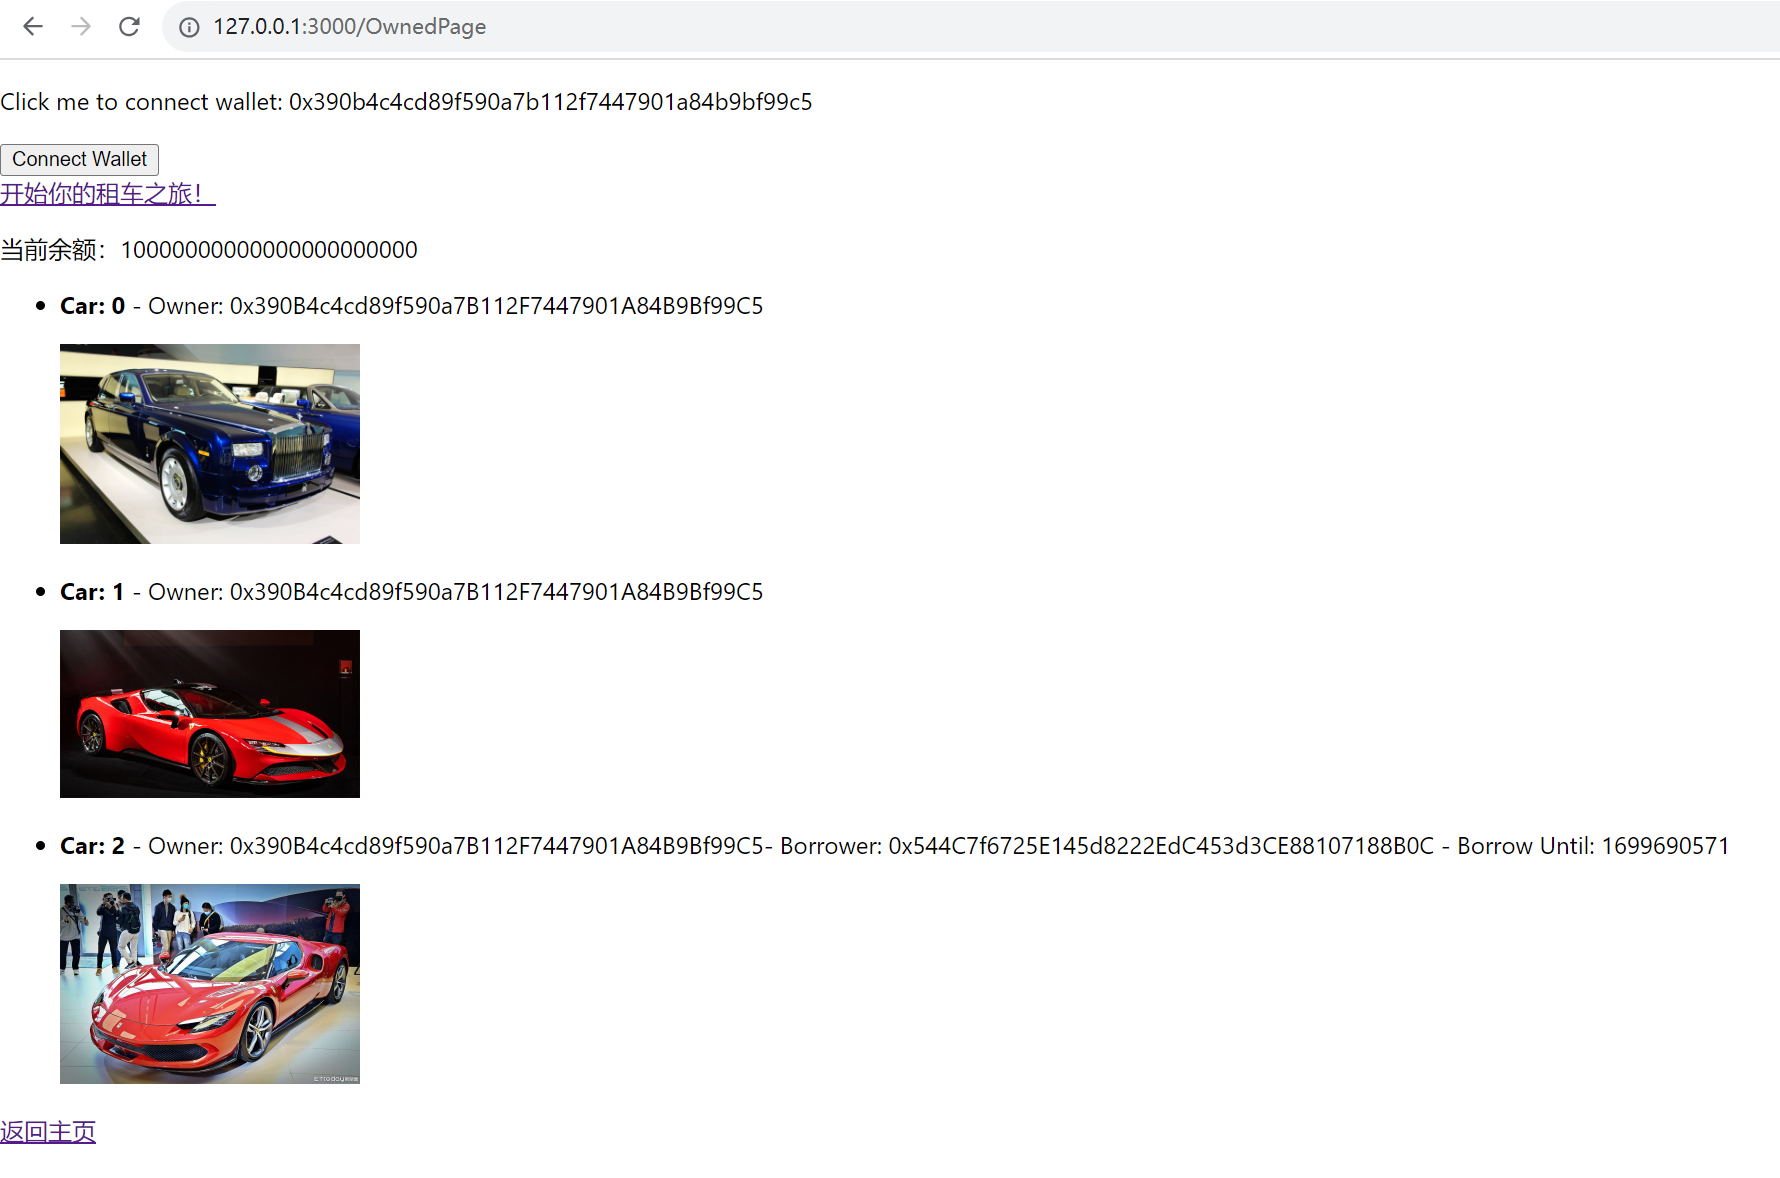 127.0.0.1:3000/OwnedPage
Click me to connect wallet: 0x390b4c4cd89f590a7b112f7447901a84b9bf99c5
Connect Wallet
开始你的租车之旅！
当前余额：10000000000000000000000
• Car: 0 - Owner: 0x390B4c4cd89f590a7B112F7447901A84B9Bf99C5
• Car: 1 - Owner: 0x390B4c4cd89f590a7B112F7447901A84B9Bf99C5
• Car: 2 - Owner: 0x390B4c4cd89f590a7B112F7447901A84B9Bf99C5- Borrower: 0x544C7f6725E145d8222EdC453d3CE88107188B0C - Borrow Until: 1699690571
ETtoday
返回主页